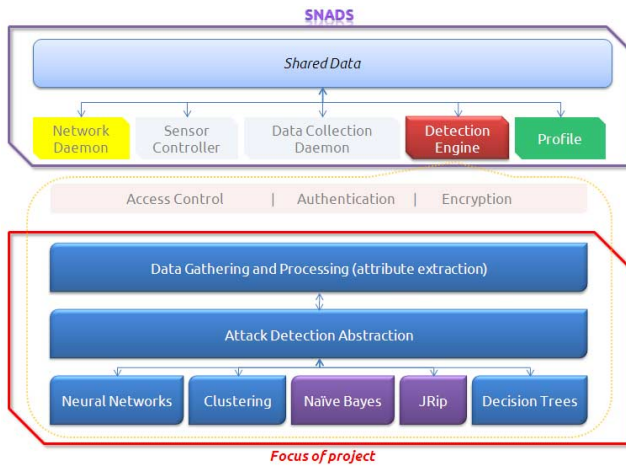 SNADS
Shared Data
Network
Daemon
Sensor
Controller
Data Collection
Daemon
Detection
Engine
Profile
Access Control | Authentication | Encryption
Data Gathering and Processing (attribute extraction)
Attack Detection Abstraction
Neural Networks
Clustering
Naïve Bayes
JRip
Decision Trees
Focus of project